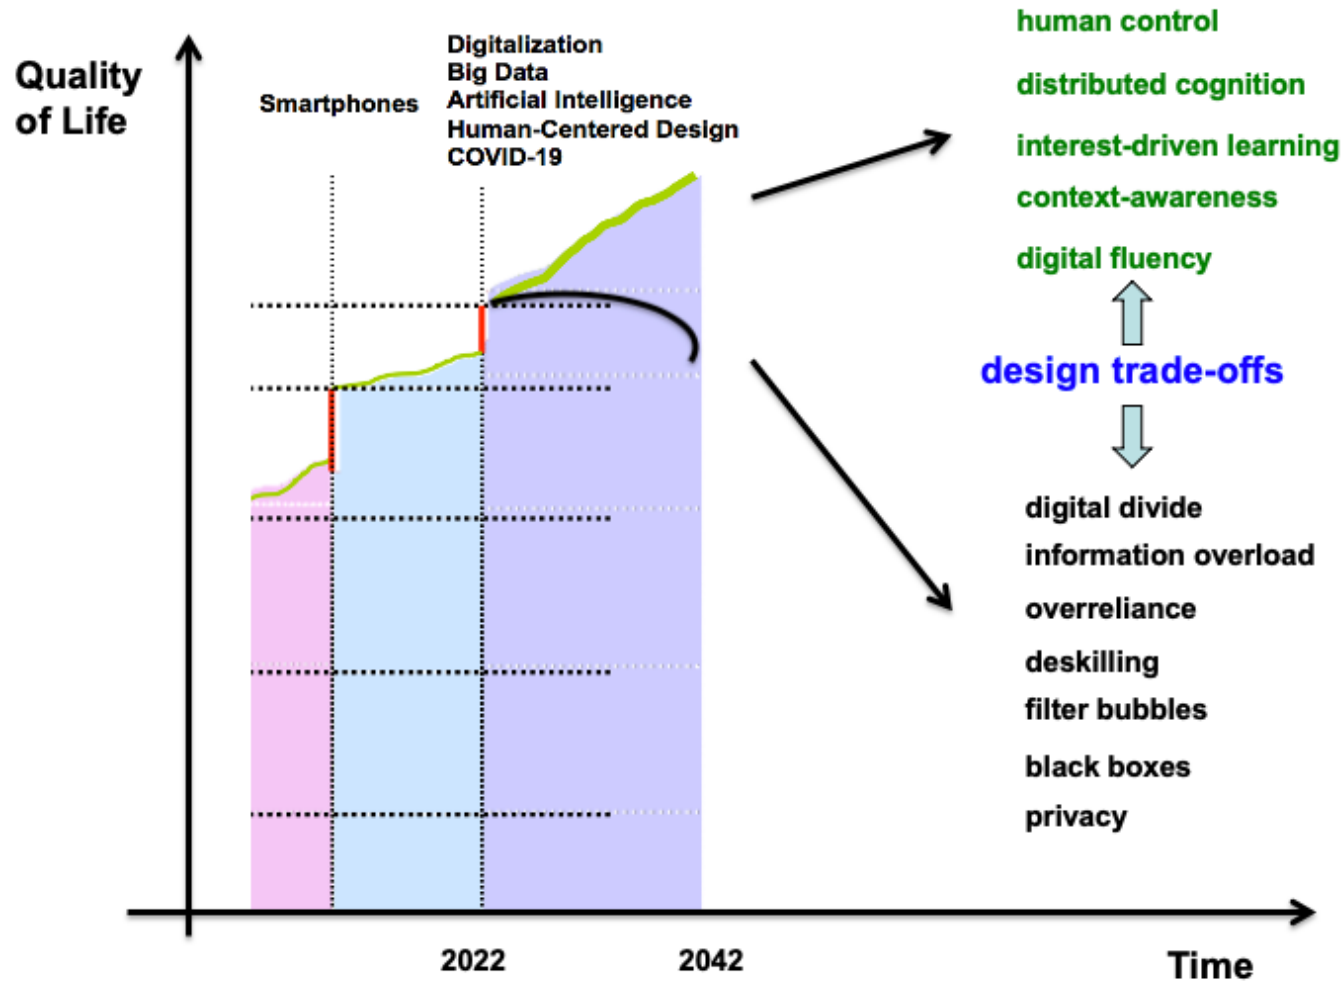 Quality
of Life
Smartphones
Digitalization
Big Data
Artificial Intelligence
Human-Centered Design
COVID-19
human control
distributed cognition
interest-driven learning
context-awareness
digital fluency
design trade-offs
digital divide
information overload
overreliance
deskilling
filter bubbles
black boxes
privacy
2022
2042
Time